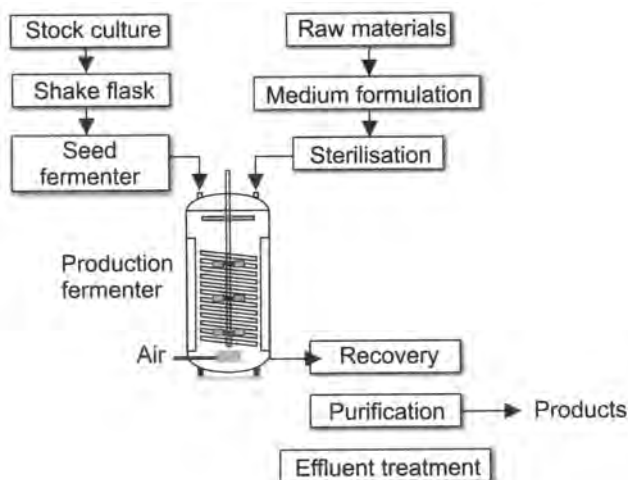 Stock culture
Raw materials
Shake flask
Medium formulation
Seed
fermenter
Sterilisation
Production
fermenter
Air
Recovery
Purification
Products
Effluent treatment